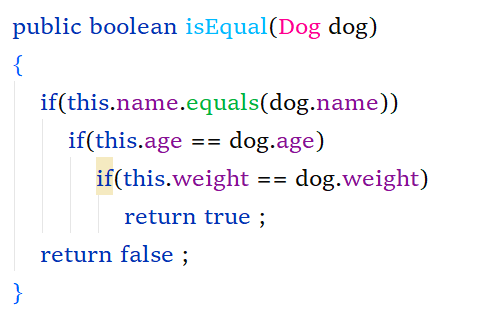 public boolean isEqual(Dog dog)
{
if(this.name.equals(dog.name))
if(this.age == dog.age)
if(this.weight == dog.weight)
return true ;
return false ;
}